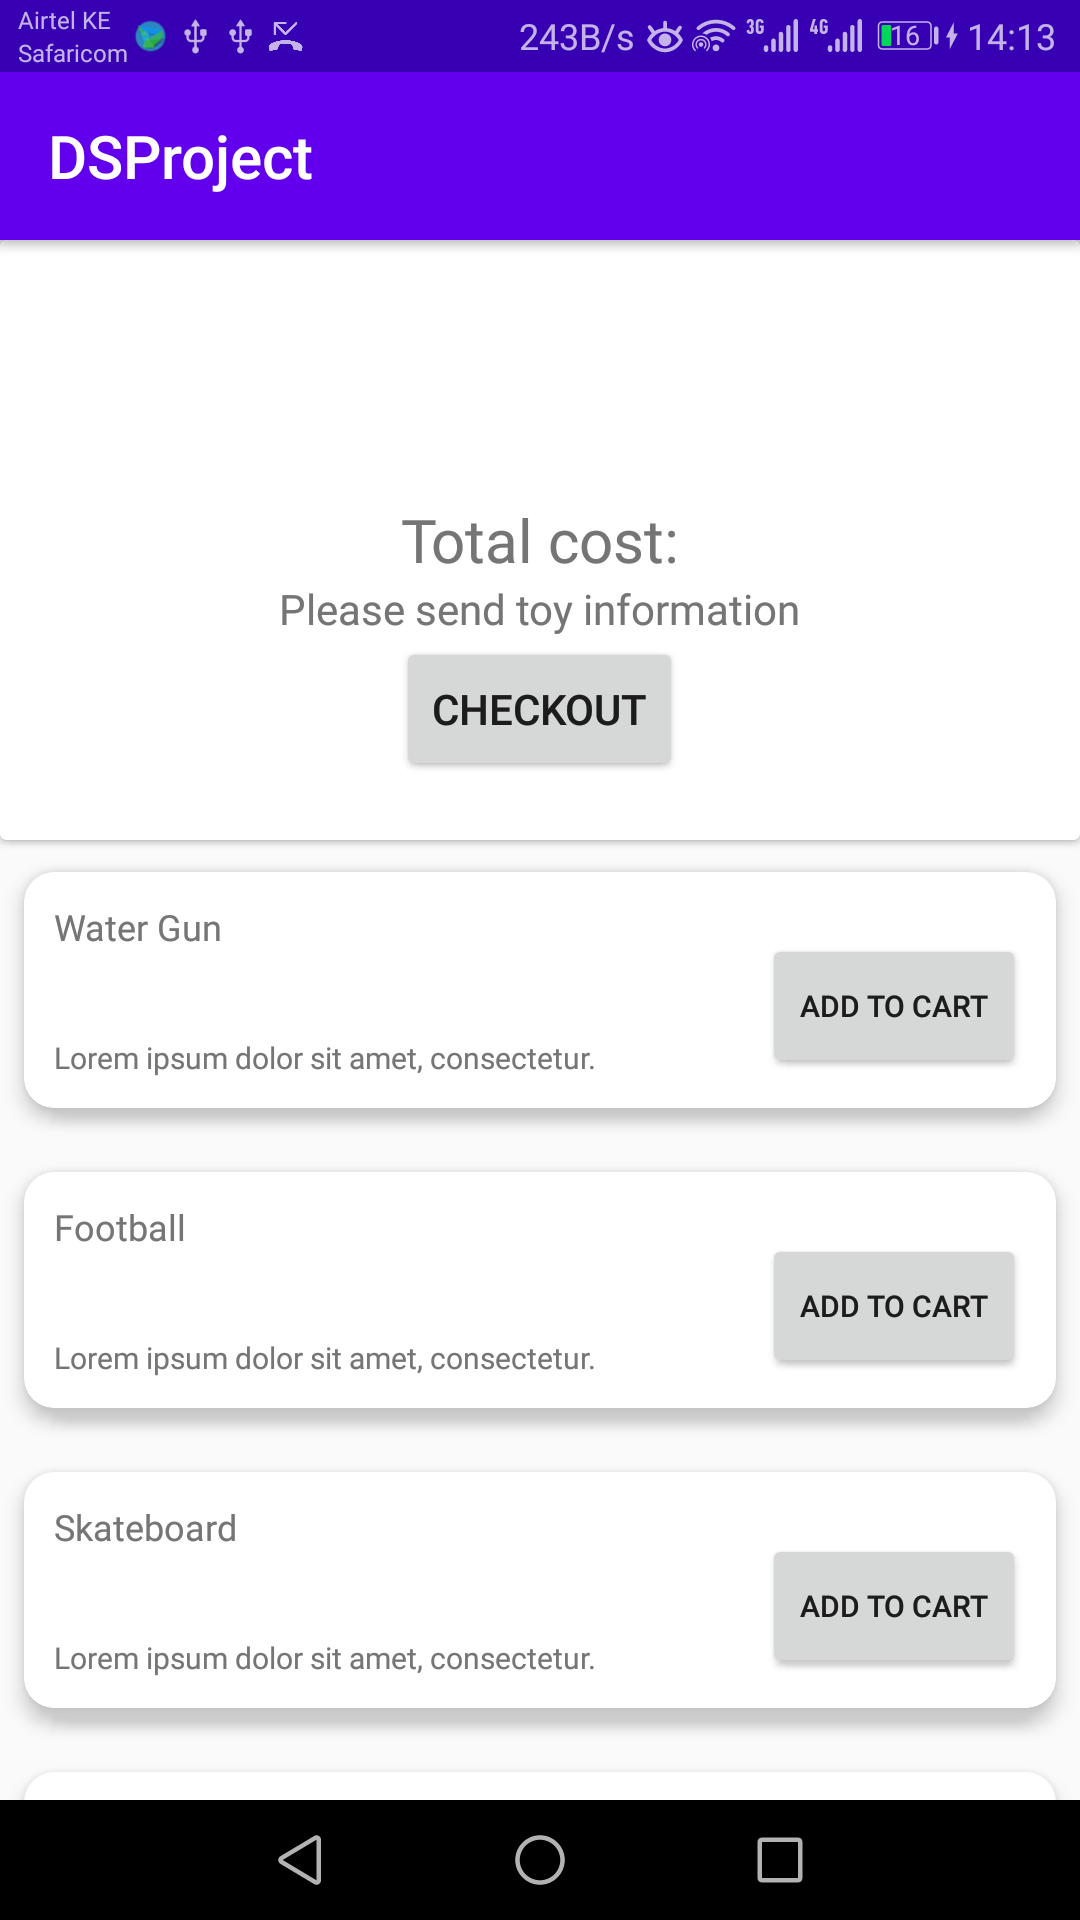 Airtel KE
Safaricom
243B/s 3G 4G 16 14:13
DSProject
Total cost:
Please send toy information
CHECKOUT
Water Gun
ADD TO CART
Lorem ipsum dolor sit amet, consectetur.
Football
ADD TO CART
Lorem ipsum dolor sit amet, consectetur.
Skateboard
ADD TO CART
Lorem ipsum dolor sit amet, consectetur.